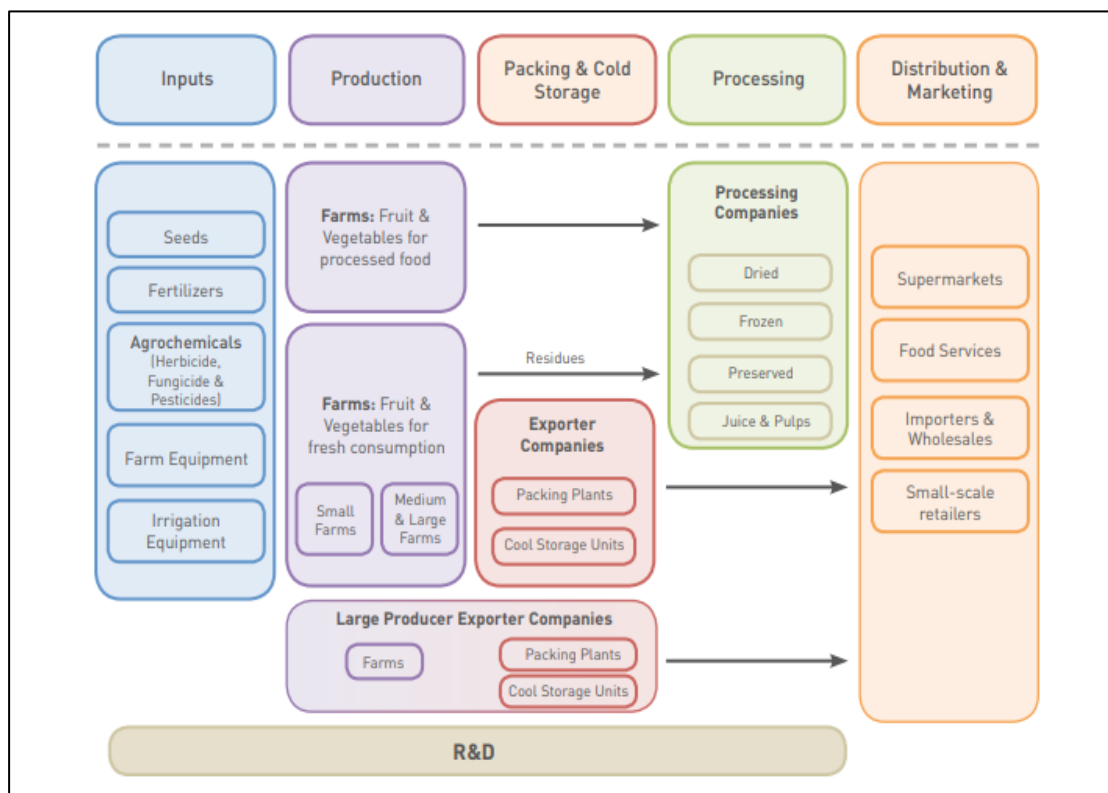 Inputs
Production
Packing & Cold
Storage
Processing
Distribution &
Marketing
Seeds
Fertilizers
Agrochemicals
(Herbicide,
Fungicide &
Pesticides)
Farm Equipment
Irrigation
Equipment
Farms: Fruit &
Vegetables for
processed food
Farms: Fruit &
Vegetables for
fresh consumption
Small
Farms
Medium
& Large
Farms
Residues
Exporter
Companies
Packing Plants
Cool Storage Units
Large Producer Exporter Companies
Farms
Packing Plants
Cool Storage Units
Processing
Companies
Dried
Frozen
Preserved
Juice & Pulps
Supermarkets
Food Services
Importers &
Wholesales
Small-scale
retailers
R&D